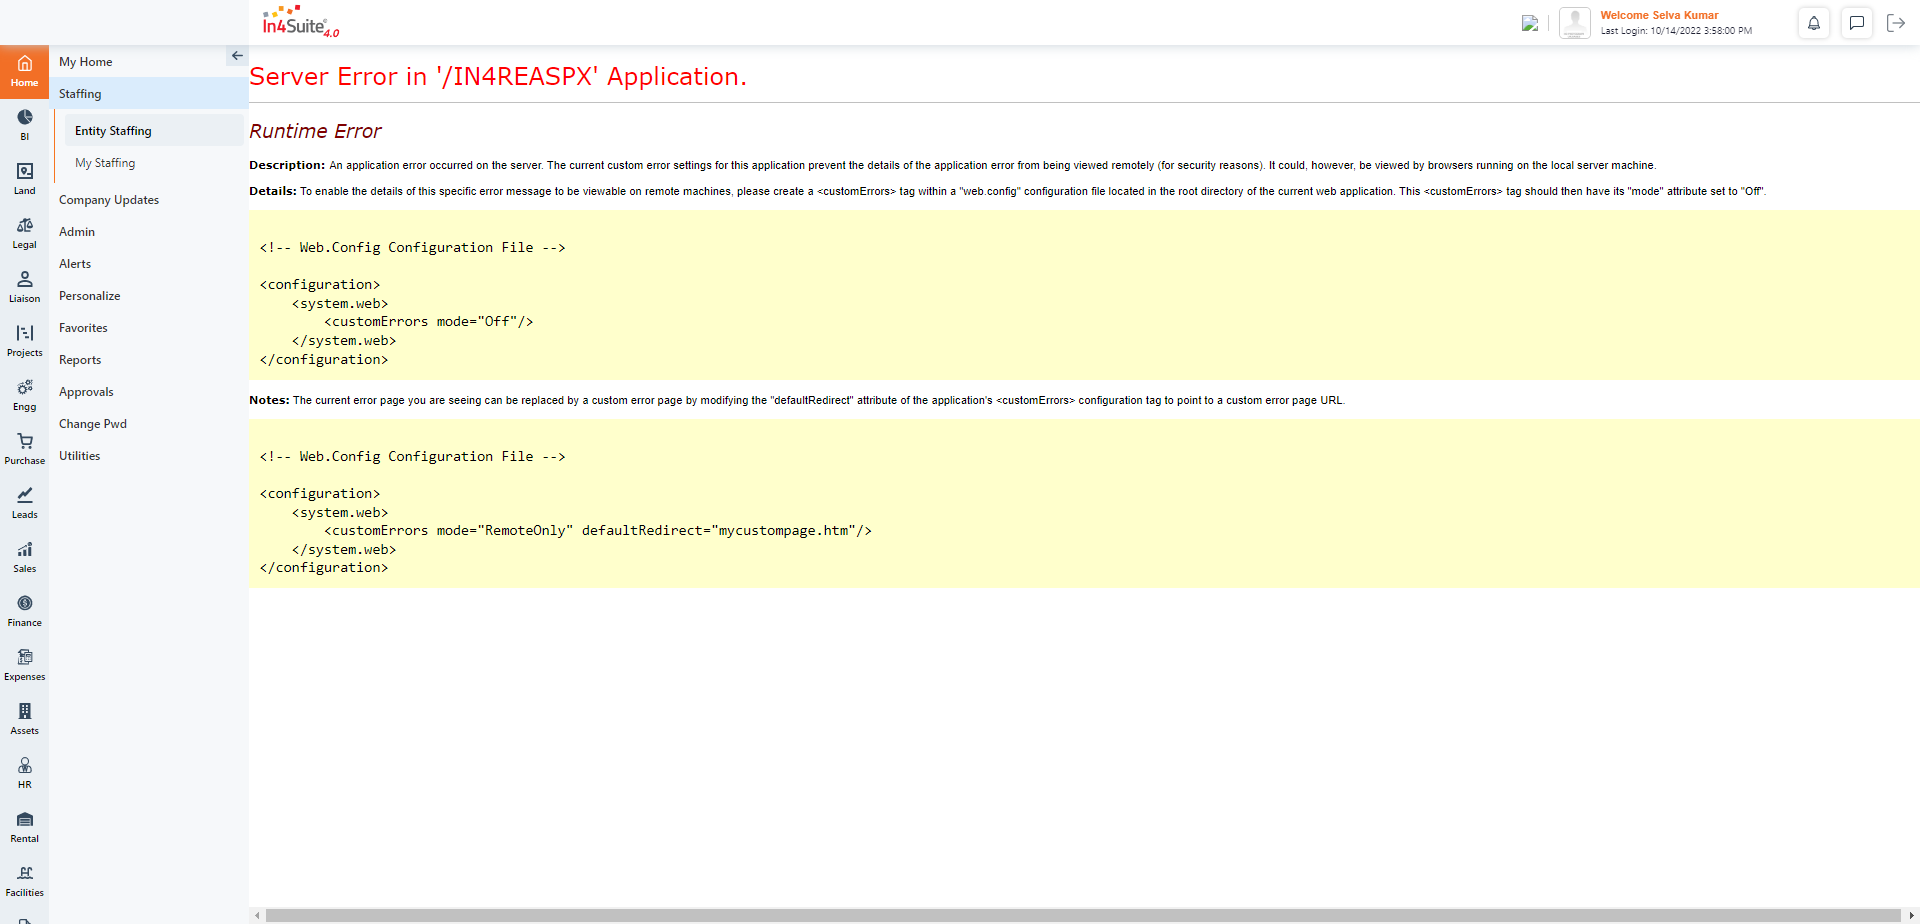 In4Suite® 4.0
Welcome Selva Kumar
Last Login: 10/14/2022 3:58:00 PM
Home
BI
Land
Legal
Liaison
Projects
Engg
Purchase
Leads
Sales
Finance
Expenses
Assets
HR
Rental
Facilities
My Home
Staffing
Entity Staffing
My Staffing
Company Updates
Admin
Alerts
Personalize
Favorites
Reports
Approvals
Change Pwd
Utilities
Server Error in '/IN4REASPX' Application.
Runtime Error
Description: An application error occurred on the server. The current custom error settings for this application prevent the details of the application error from being viewed remotely (for security reasons). It could, however, be viewed by browsers running on the local server machine.
Details: To enable the details of this specific error message to be viewable on remote machines, please create a <customErrors> tag within a "web.config" configuration file located in the root directory of the current web application. This <customErrors> tag should then have its "mode" attribute set to "Off".
<!-- Web.Config Configuration File -->
<configuration>
    <system.web>
        <customErrors mode="Off"/>
    </system.web>
</configuration>
Notes: The current error page you are seeing can be replaced by a custom error page by modifying the "defaultRedirect" attribute of the application's <customErrors> configuration tag to point to a custom error page URL.
<!-- Web.Config Configuration File -->
<configuration>
    <system.web>
        <customErrors mode="RemoteOnly" defaultRedirect="mycustompage.htm"/>
    </system.web>
</configuration>